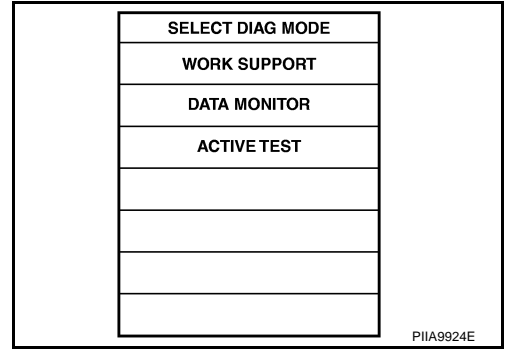 SELECT DIAG MODE
WORK SUPPORT
DATA MONITOR
ACTIVE TEST
PIIA9924E